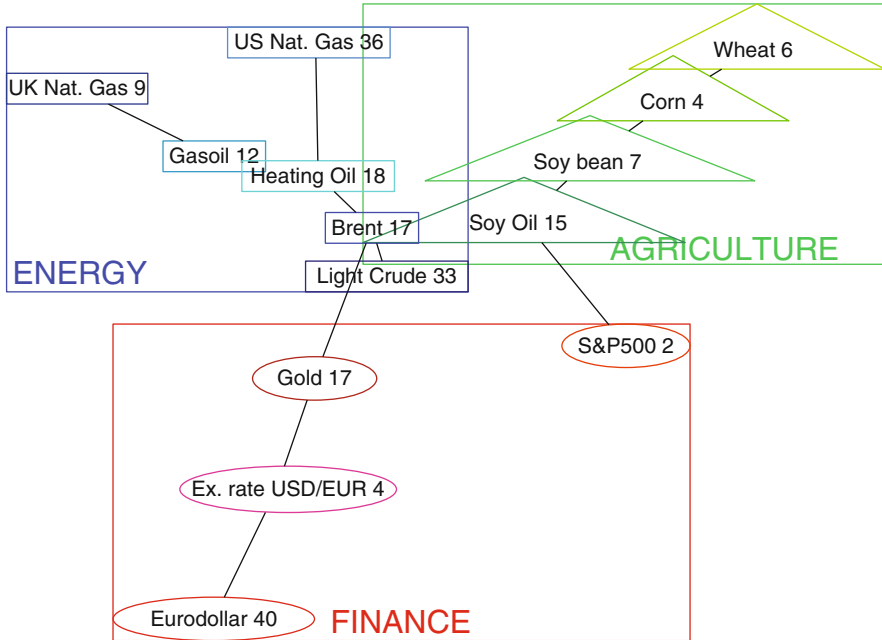 US Nat. Gas 36
Wheat 6
UK Nat. Gas 9
Corn 4
Gasoil 12
Soy bean 7
Heating Oil 18
Brent 17
Soy Oil 15
AGRICULTURE
ENERGY
Light Crude 33
S&P500 2
Gold 17
Ex. rate USD/EUR 4
Eurodollar 40
FINANCE